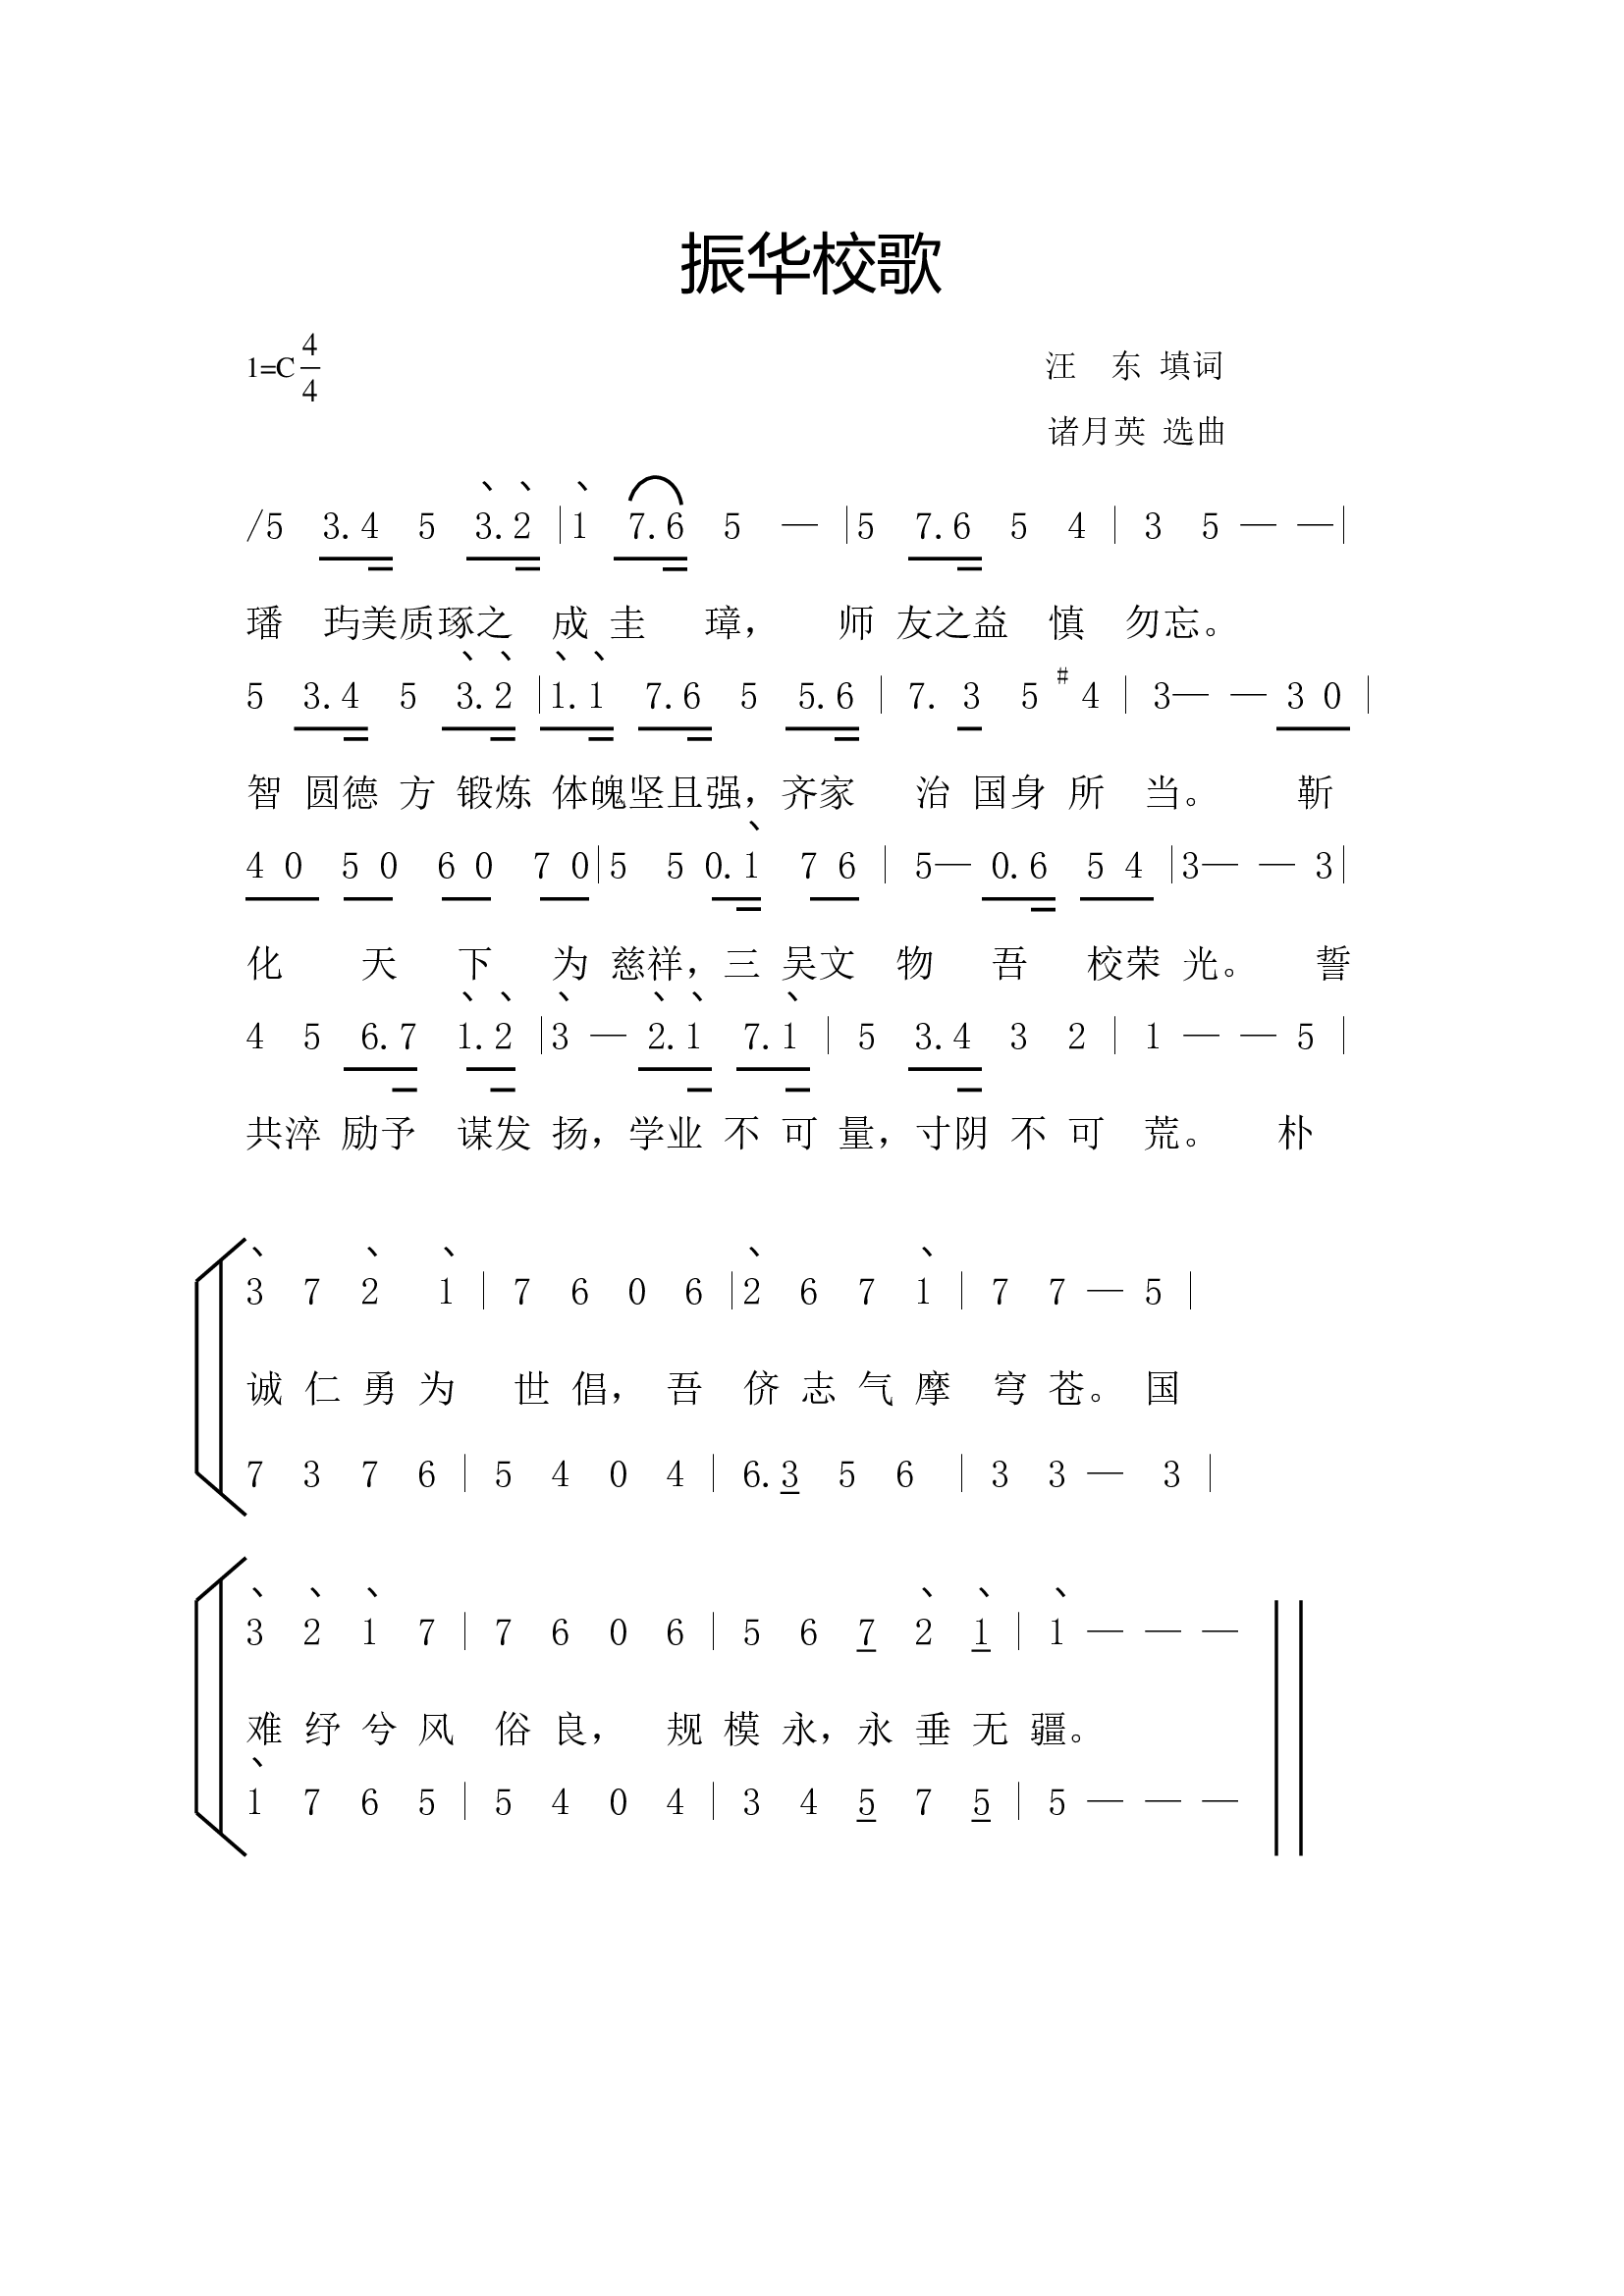 振华校歌
1=C 4/4 汪 东 填词
诸月英 选曲
/5 3.4 5 3.2 |1 7.6 5 — |5 7.6 5 4 | 3 5 — —|
璠 玙美质琢之 成 圭 璋, 师 友之益 慎 勿忘。
5 3.4 5 3.2 |1.1 7.6 5 5.6 | 7. 3 5 #4 | 3— — 3 0 |
智 圆德 方 锻炼 体魄坚且强,齐家 治 国身 所 当。 靳
4 0 5 0 6 0 7 0|5 5 0.1 7 6 | 5— 0.6 5 4 |3— — 3|
化 天 下 为 慈祥,三 吴文 物 吾 校荣 光。 誓
4 5 6.7 1.2 |3 — 2.1 7.1 | 5 3.4 3 2 | 1 — — 5 |
共淬 励予 谋发 扬,学业 不 可 量,寸阴 不 可 荒。 朴
3 7 2 1 | 7 6 0 6 |2 6 7 1 | 7 7 — 5 |
诚 仁 勇 为 世 倡, 吾 侪 志 气 摩 穹 苍。 国
7 3 7 6 | 5 4 0 4 | 6.3 5 6 | 3 3 — 3 |
3 2 1 7 | 7 6 0 6 | 5 6 7 2 1 | 1 — — —
难 纾 兮 风 俗 良, 规 模 永,永 垂 无 疆。
1 7 6 5 | 5 4 0 4 | 3 4 5 7 5 | 5 — — —